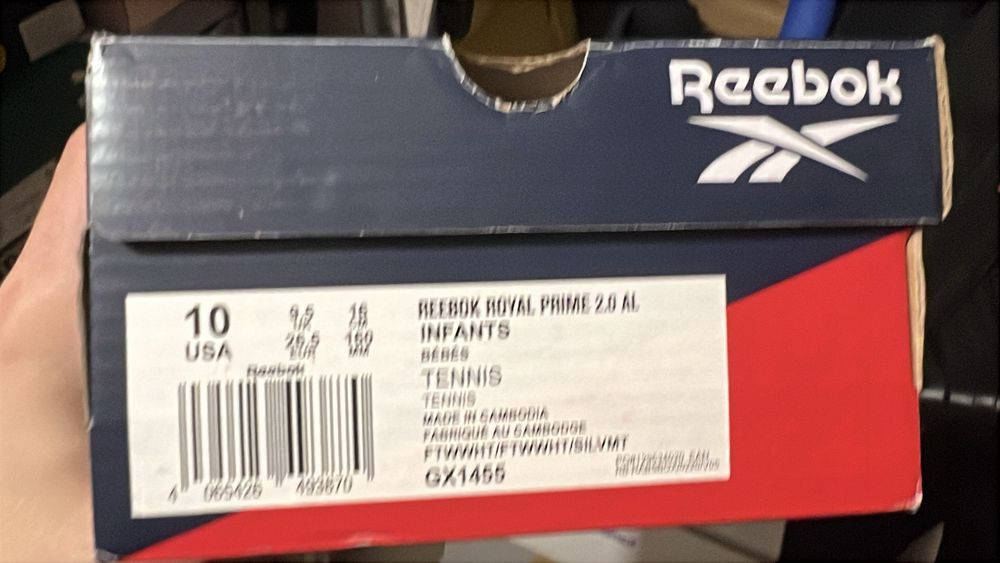 Reebok
10
USA
9.5
UK
26.5
EUR
16
CM
160
MM
REEBOK ROYAL PRIME 2.0 AL
INFANTS
BÉBÉS
TENNIS
TENNIS
MADE IN CAMBODIA
FABRIQUÉ AU CAMBODGE
FTWWHT/FTWWHT/SILVMT
GX1455
Reebok
4 065426 493870